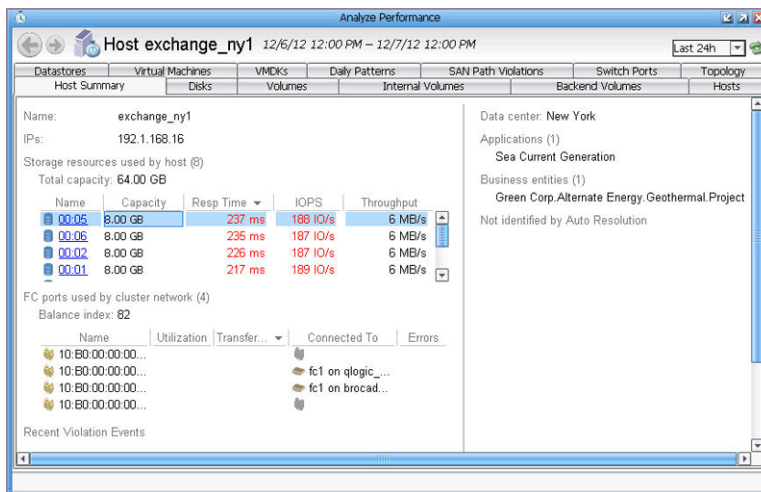 Analyze Performance
Host exchange_ny1 12/6/12 12:00 PM – 12/7/12 12:00 PM
Last 24h
Datastores Virtual Machines VMDKs Daily Patterns SAN Path Violations Switch Ports Topology
Host Summary Disks Volumes Internal Volumes Backend Volumes Hosts
Name: exchange_ny1
IPs: 192.1.168.16
Storage resources used by host (8)
Total capacity: 64.00 GB
Name Capacity Resp Time IOPS Throughput
00:05 8.00 GB 237 ms 188 IO/s 6 MB/s
00:06 8.00 GB 235 ms 187 IO/s 6 MB/s
00:02 8.00 GB 226 ms 187 IO/s 6 MB/s
00:01 8.00 GB 217 ms 189 IO/s 6 MB/s
FC ports used by cluster network (4)
Balance index: 82
Name Utilization Transfer... Connected To Errors
10:B0:00:00:00...
10:B0:00:00:00... fc1 on qlogic_...
10:B0:00:00:00... fc1 on brocad...
10:B0:00:00:00...
Recent Violation Events
Data center: New York
Applications (1)
Sea Current Generation
Business entities (1)
Green Corp.Alternate Energy.Geothermal.Project
Not identified by Auto Resolution